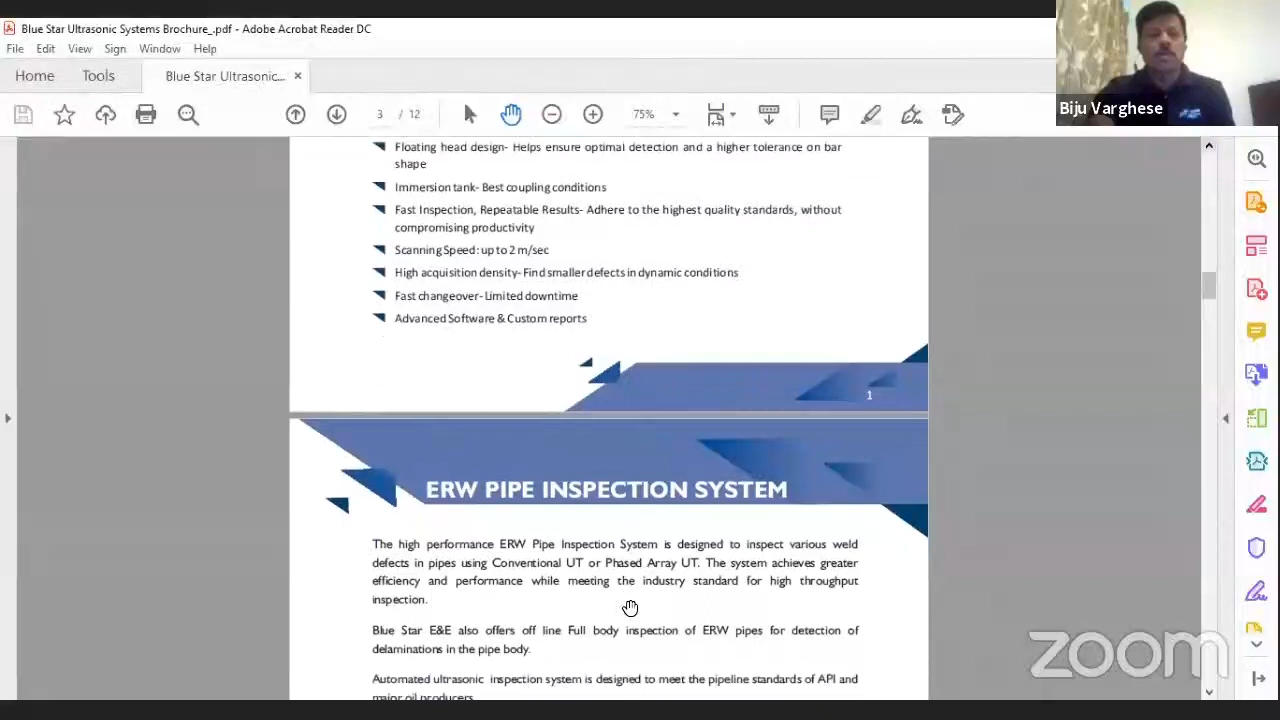 Blue Star Ultrasonic Systems Brochure_.pdf - Adobe Acrobat Reader DC
File Edit View Sign Window Help
Home Tools Blue Star Ultrasonic... ×
3 / 12 75%
Biju Varghese
Floating head design- Helps ensure optimal detection and a higher tolerance on bar
shape
Immersion tank- Best coupling conditions
Fast Inspection, Repeatable Results- Adhere to the highest quality standards, without
compromising productivity
Scanning Speed: up to 2 m/sec
High acquisition density- Find smaller defects in dynamic conditions
Fast changeover- Limited downtime
Advanced Software & Custom reports
1
ERW PIPE INSPECTION SYSTEM
The high performance ERW Pipe Inspection System is designed to inspect various weld
defects in pipes using Conventional UT or Phased Array UT. The system achieves greater
efficiency and performance while meeting the industry standard for high throughput
inspection.
Blue Star E&E also offers off line Full body inspection of ERW pipes for detection of
delaminations in the pipe body.
Automated ultrasonic inspection system is designed to meet the pipeline standards of API and
major oil producers.
zoom